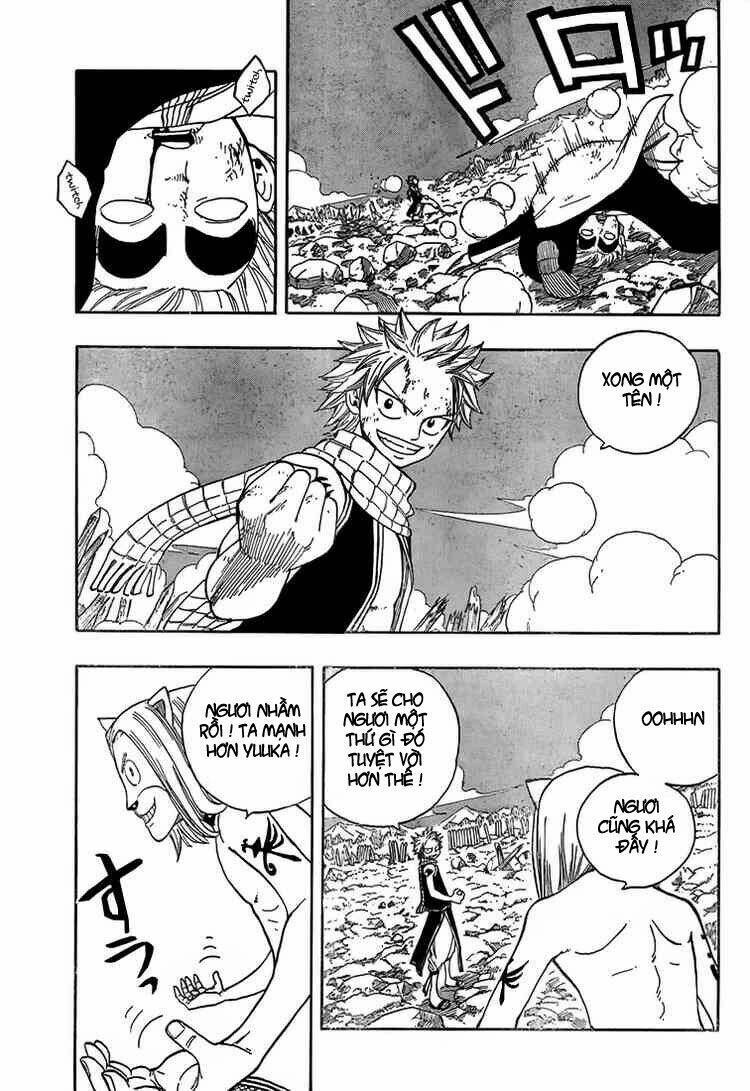 ドロッ
twitch
twitch
XONG MỘT
TÊN !
OOHHHN
NGƯƠI
CŨNG KHÁ
ĐẤY !
TA SẼ CHO
NGƯƠI MỘT
THỨ GÌ ĐÓ
TUYỆT VỜI
HƠN THẾ !
NGƯƠI NHẦM
RỒI ! TA MẠNH
HƠN YUUKA !
すうっ